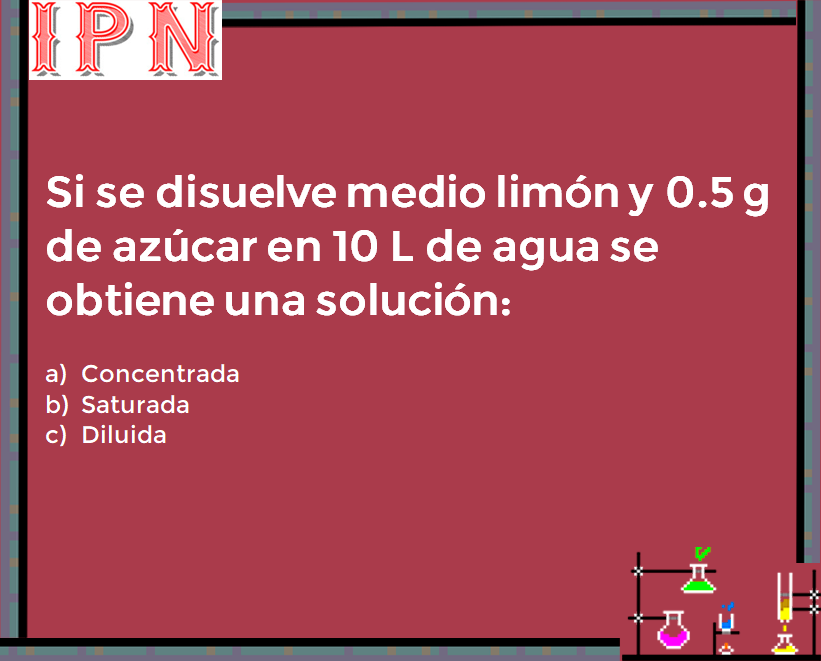 IPN
Si se disuelve medio limón y 0.5 g
de azúcar en 10 L de agua se
obtiene una solución:
a) Concentrada
b) Saturada
c) Diluida